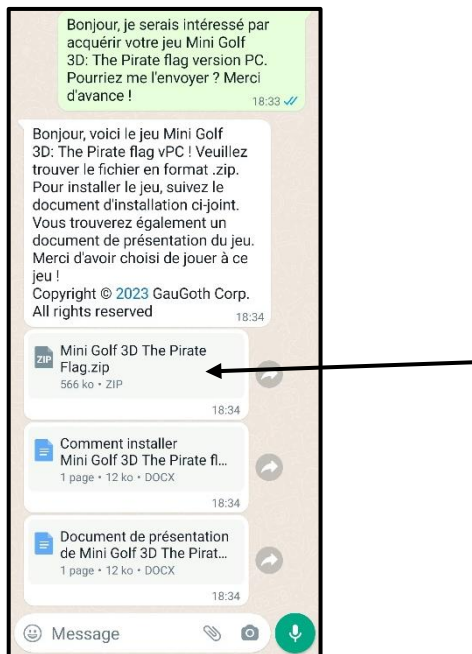 Bonjour, je serais intéressé par
acquérir votre jeu Mini Golf
3D: The Pirate flag version PC.
Pourriez me l'envoyer ? Merci
d'avance !
18:33
Bonjour, voici le jeu Mini Golf
3D: The Pirate flag vPC ! Veuillez
trouver le fichier en format .zip.
Pour installer le jeu, suivez le
document d'installation ci-joint.
Vous trouverez également un
document de présentation du jeu.
Merci d'avoir choisi de jouer à ce
jeu !
Copyright © 2023 GauGoth Corp.
All rights reserved
18:34
ZIP
Mini Golf 3D The Pirate
Flag.zip
566 ko • ZIP
18:34
Comment installer
Mini Golf 3D The Pirate fl...
1 page • 12 ko • DOCX
18:34
Document de présentation
de Mini Golf 3D The Pirat...
1 page • 12 ko • DOCX
18:34
Message